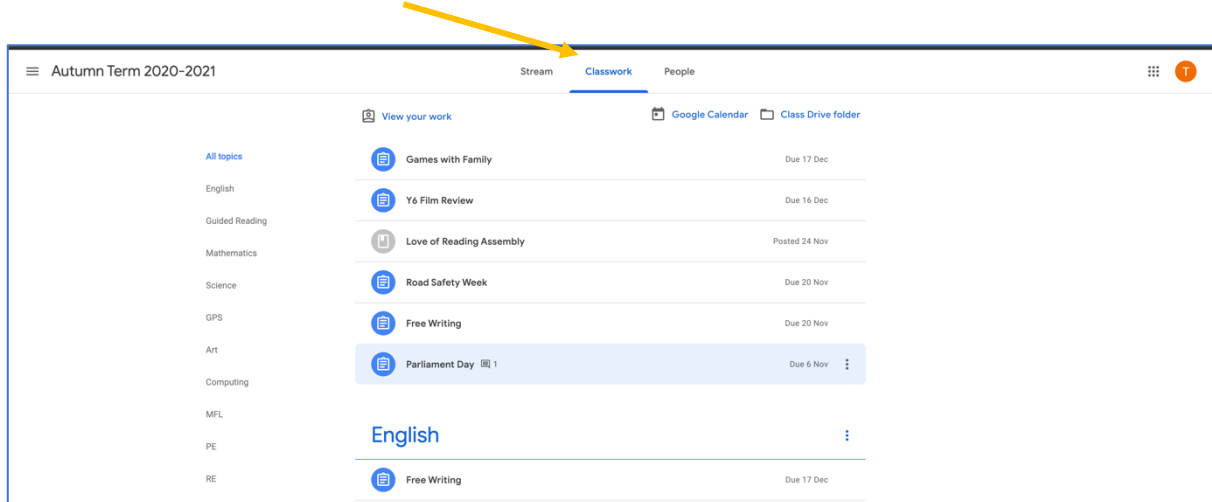 Autumn Term 2020-2021
Stream Classwork People
T
View your work
Google Calendar Class Drive folder
All topics
English
Guided Reading
Mathematics
Science
GPS
Art
Computing
MFL
PE
RE
Games with Family Due 17 Dec
Y6 Film Review Due 16 Dec
Love of Reading Assembly Posted 24 Nov
Road Safety Week Due 20 Nov
Free Writing Due 20 Nov
Parliament Day 1 Due 6 Nov
English
Free Writing Due 17 Dec